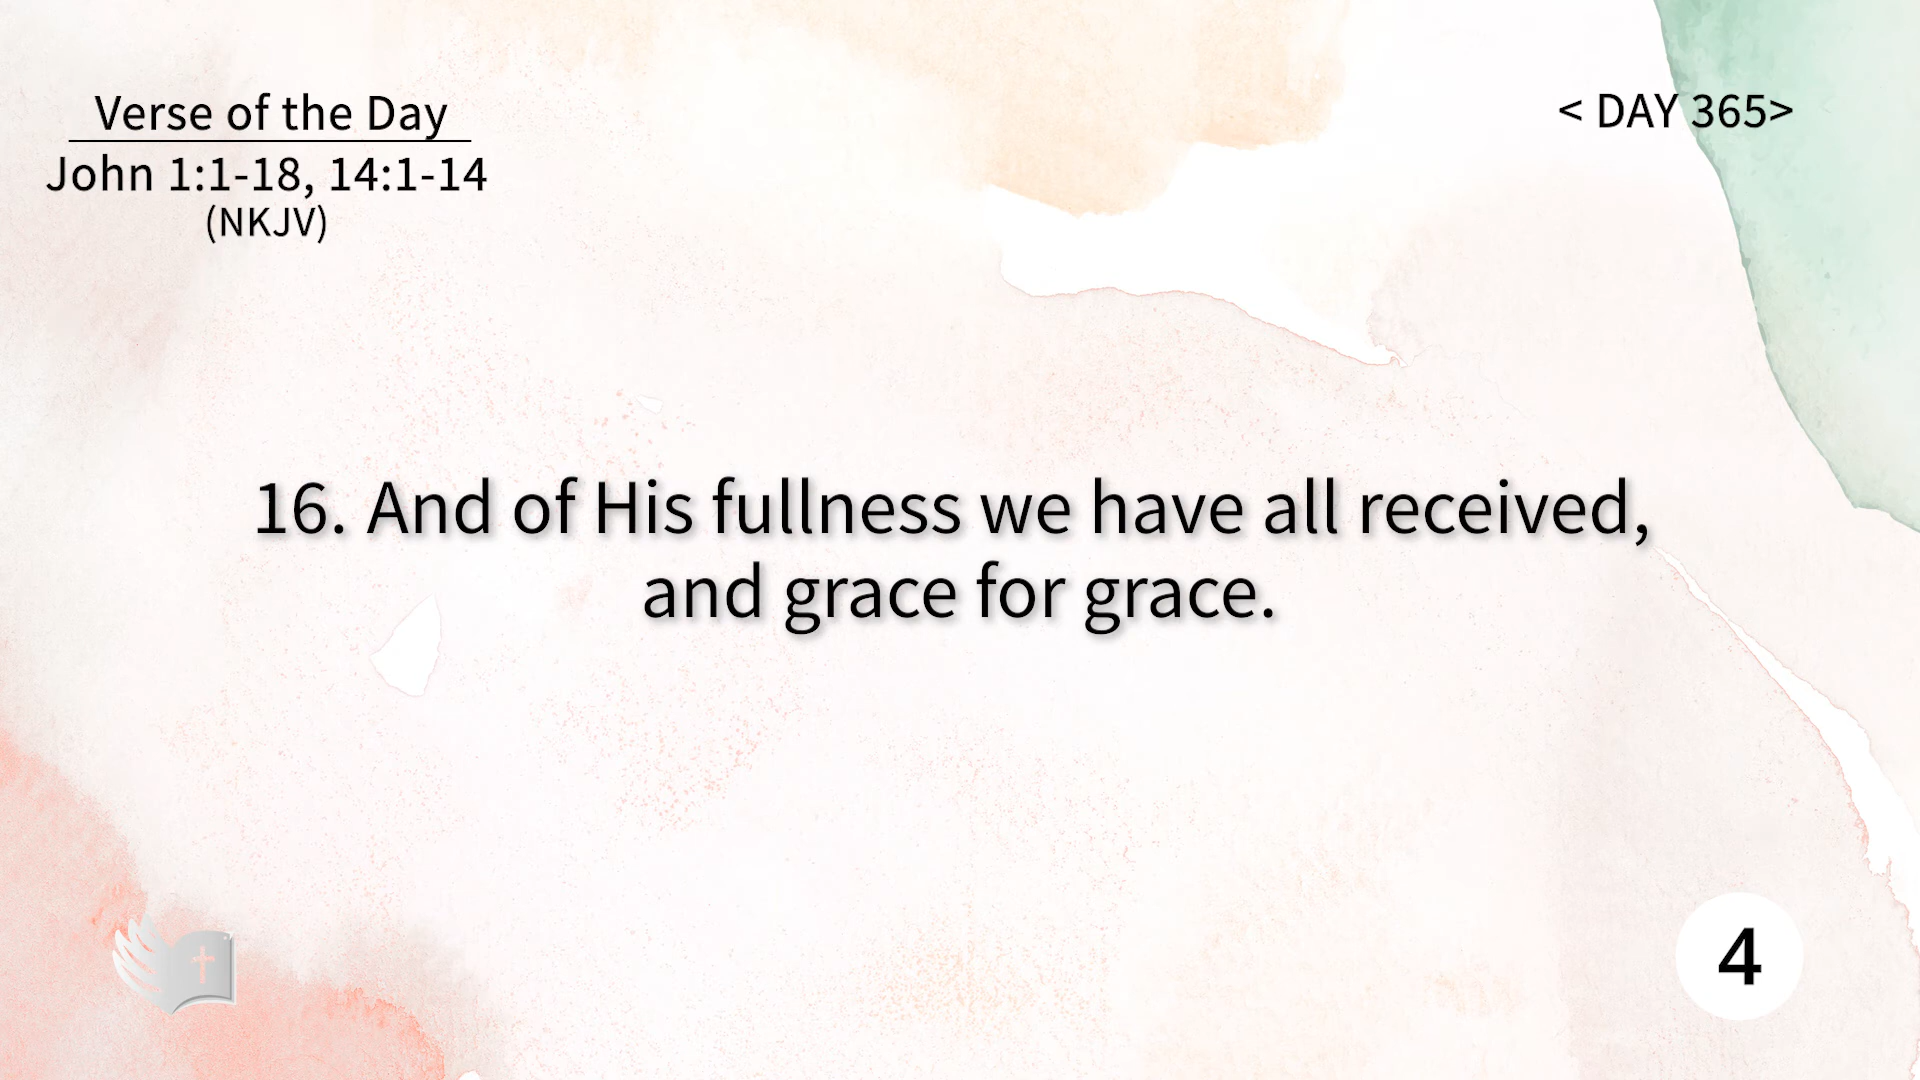 Verse of the Day
John 1:1-18, 14:1-14
(NKJV)
< DAY 365>
16. And of His fullness we have all received,
and grace for grace.
4